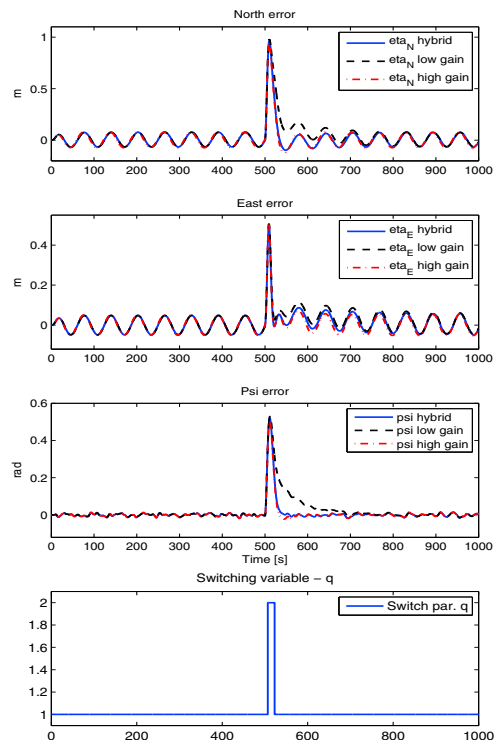 North error
1
0.5
0
m
eta_N hybrid
eta_N low gain
eta_N high gain
0 100 200 300 400 500 600 700 800 900 1000
East error
0.4
0.2
0
m
eta_E hybrid
eta_E low gain
eta_E high gain
0 100 200 300 400 500 600 700 800 900 1000
Psi error
0.6
0.4
0.2
0
rad
psi hybrid
psi low gain
psi high gain
0 100 200 300 400 500 600 700 800 900 1000
Time [s]
Switching variable − q
2
1.8
1.6
1.4
1.2
1
Switch par. q
0 100 200 300 400 500 600 700 800 900 1000